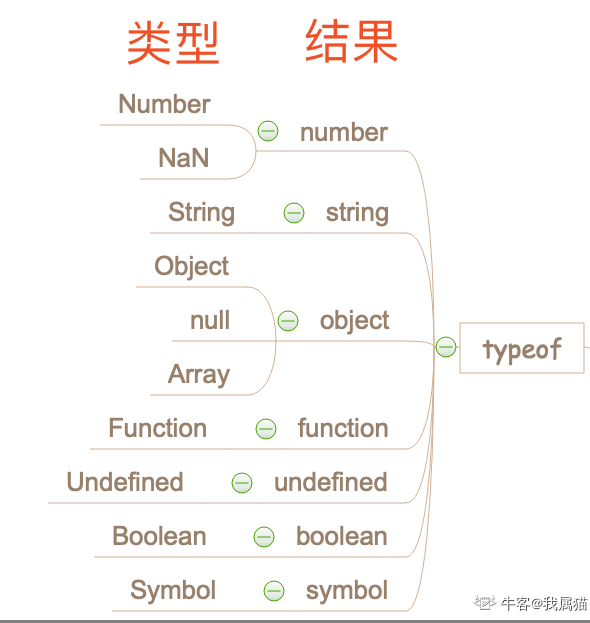 类型 结果
Number
number
NaN
String string
Object
null object
typeof
Array
Function function
Undefined undefined
Boolean boolean
Symbol symbol
牛客@我属猫